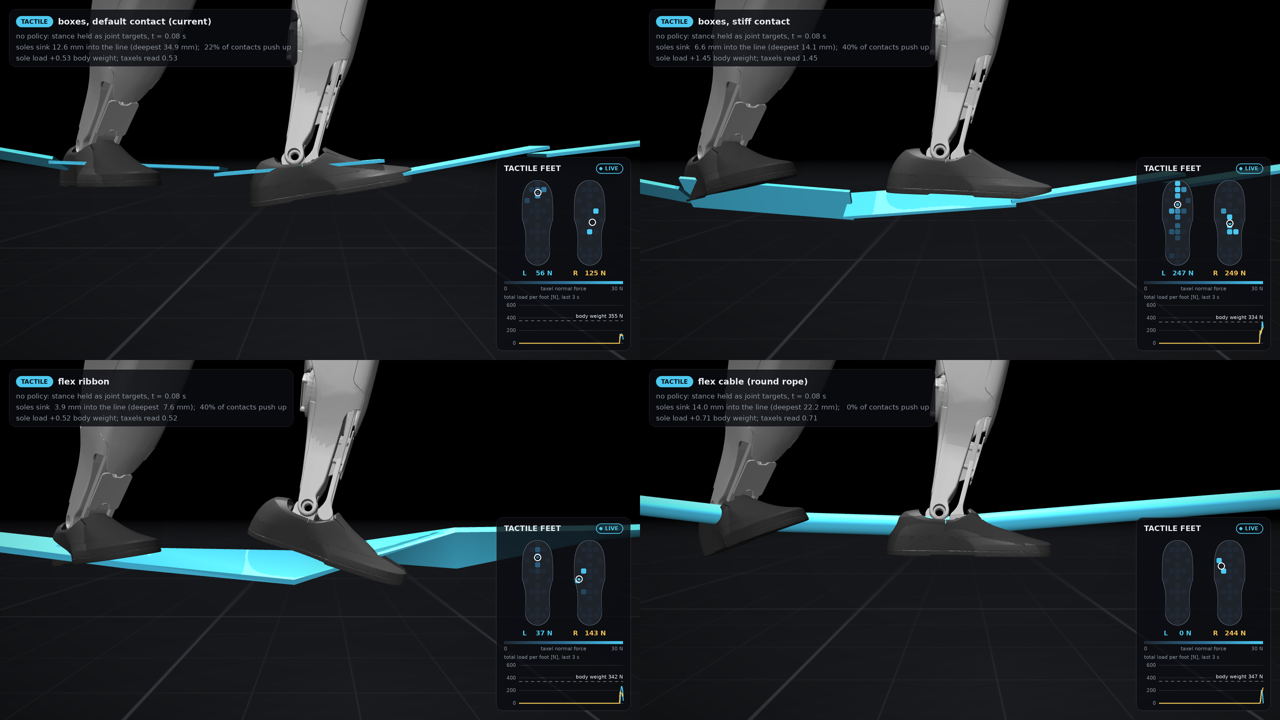 TACTILE boxes, default contact (current)
no policy: stance held as joint targets, t = 0.08 s
soles sink 12.6 mm into the line (deepest 34.9 mm); 22% of contacts push up
sole load +0.53 body weight; taxels read 0.53
TACTILE FEET LIVE
L 56 N R 125 N
0 taxel normal force 30 N
total load per foot [N], last 3 s
600
400
body weight 355 N
200
0
TACTILE boxes, stiff contact
no policy: stance held as joint targets, t = 0.08 s
soles sink 6.6 mm into the line (deepest 14.1 mm); 40% of contacts push up
sole load +1.45 body weight; taxels read 1.45
TACTILE FEET LIVE
L 247 N R 249 N
0 taxel normal force 30 N
total load per foot [N], last 3 s
600
400
body weight 334 N
200
0
TACTILE flex ribbon
no policy: stance held as joint targets, t = 0.08 s
soles sink 3.9 mm into the line (deepest 7.6 mm); 40% of contacts push up
sole load +0.52 body weight; taxels read 0.52
TACTILE FEET LIVE
L 37 N R 143 N
0 taxel normal force 30 N
total load per foot [N], last 3 s
600
400
body weight 342 N
200
0
TACTILE flex cable (round rope)
no policy: stance held as joint targets, t = 0.08 s
soles sink 14.0 mm into the line (deepest 22.2 mm); 0% of contacts push up
sole load +0.71 body weight; taxels read 0.71
TACTILE FEET LIVE
L 0 N R 244 N
0 taxel normal force 30 N
total load per foot [N], last 3 s
600
400
body weight 347 N
200
0